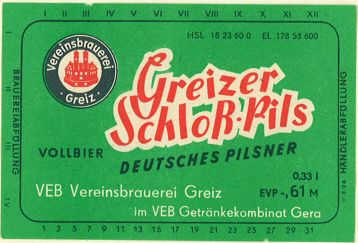 I II III IV V VI VII VIII IX X XI XII
HSL 18 23 60 0 EL 178 53 600
Vereinsbrauerei
· Greiz ·
Greizer
Schloß-Pils
VOLLBIER
DEUTSCHES PILSNER
0,33 l
VEB Vereinsbrauerei Greiz
EVP -,61 M
im VEB Getränkekombinat Gera
1 3 5 7 9 11 13 15 17 19 21 23 25 27 29 31
BRAUEREIABFÜLLUNG
I
IV
HÄNDLERABFÜLLUNG